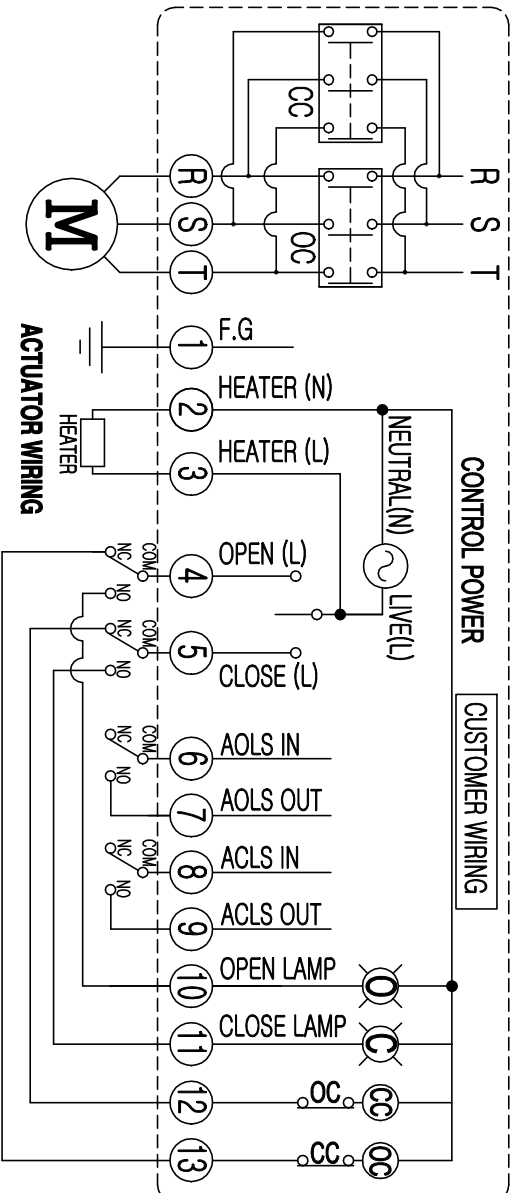 R
S
T
CC
OC
R
S
T
M
F.G
1
HEATER (N)
2
HEATER (L)
3
HEATER
ACTUATOR WIRING
NEUTRAL(N)
LIVE(L)
CONTROL POWER
CUSTOMER WIRING
OPEN (L)
4
COM
NC
NO
CLOSE (L)
5
COM
NC
NO
AOLS IN
6
COM
NC
NO
AOLS OUT
7
ACLS IN
8
COM
NC
NO
ACLS OUT
9
OPEN LAMP
10
O
CLOSE LAMP
11
C
12
OC
CC
13
CC
OC